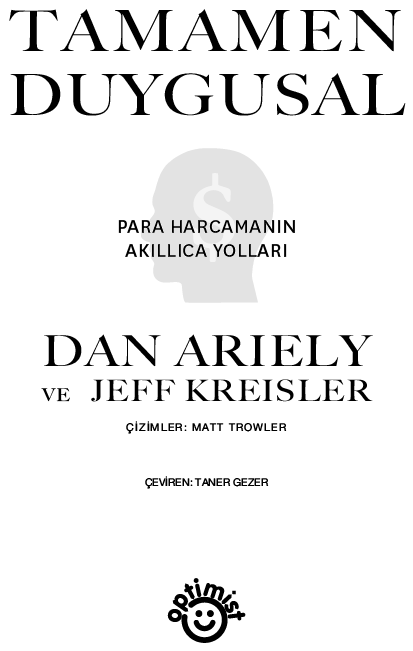 TAMAMEN
DUYGUSAL
$
PARA HARCAMANIN
AKILLICA YOLLARI
DAN ARIELY
VE JEFF KREISLER
ÇİZİMLER: MATT TROWLER
ÇEVİREN: TANER GEZER
optimist